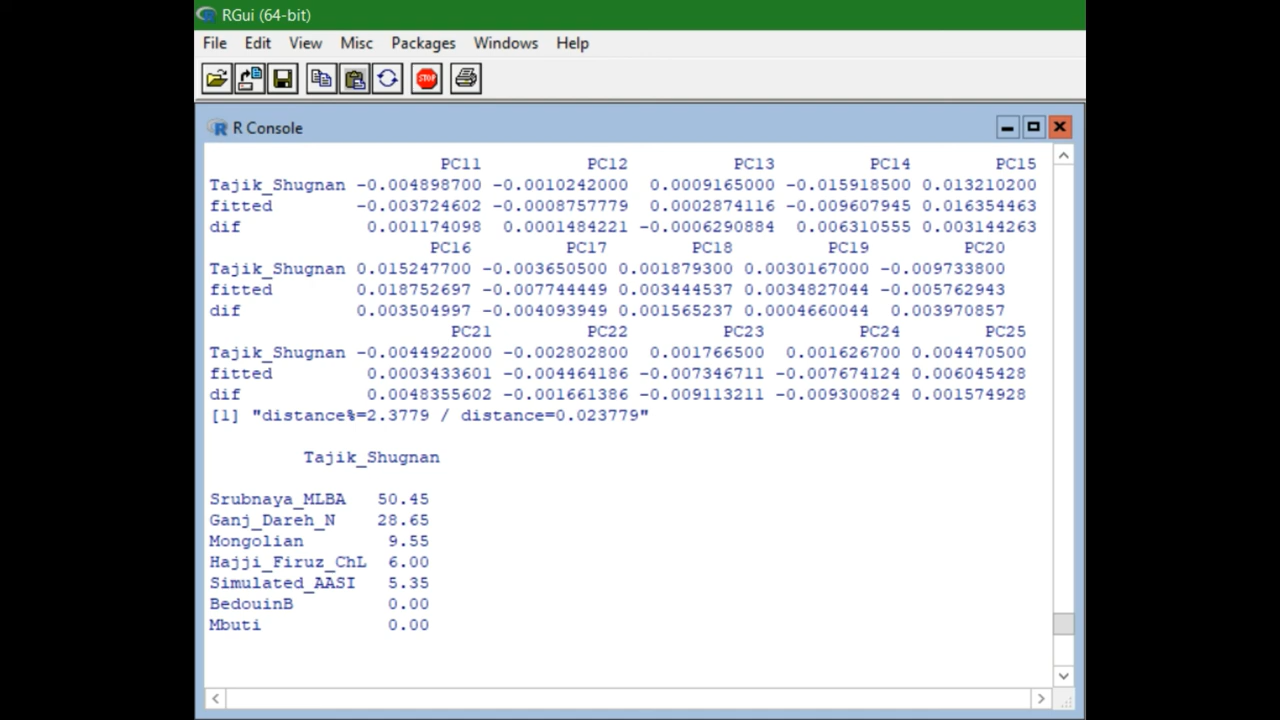 RGui (64-bit)
File Edit View Misc Packages Windows Help
STOP
R Console
PC11 PC12 PC13 PC14 PC15
Tajik_Shugnan -0.004898700 -0.0010242000 0.0009165000 -0.015918500 0.013210200
fitted -0.003724602 -0.0008757779 0.0002874116 -0.009607945 0.016354463
dif 0.001174098 0.0001484221 -0.0006290884 0.006310555 0.003144263
PC16 PC17 PC18 PC19 PC20
Tajik_Shugnan 0.015247700 -0.003650500 0.001879300 0.0030167000 -0.009733800
fitted 0.018752697 -0.007744449 0.003444537 0.0034827044 -0.005762943
dif 0.003504997 -0.004093949 0.001565237 0.0004660044 0.003970857
PC21 PC22 PC23 PC24 PC25
Tajik_Shugnan -0.0044922000 -0.002802800 0.001766500 0.001626700 0.004470500
fitted 0.0003433601 -0.004464186 -0.007346711 -0.007674124 0.006045428
dif 0.0048355602 -0.001661386 -0.009113211 -0.009300824 0.001574928
[1] "distance%=2.3779 / distance=0.023779"
Tajik_Shugnan
Srubnaya_MLBA 50.45
Ganj_Dareh_N 28.65
Mongolian 9.55
Hajji_Firuz_ChL 6.00
Simulated_AASI 5.35
BedouinB 0.00
Mbuti 0.00